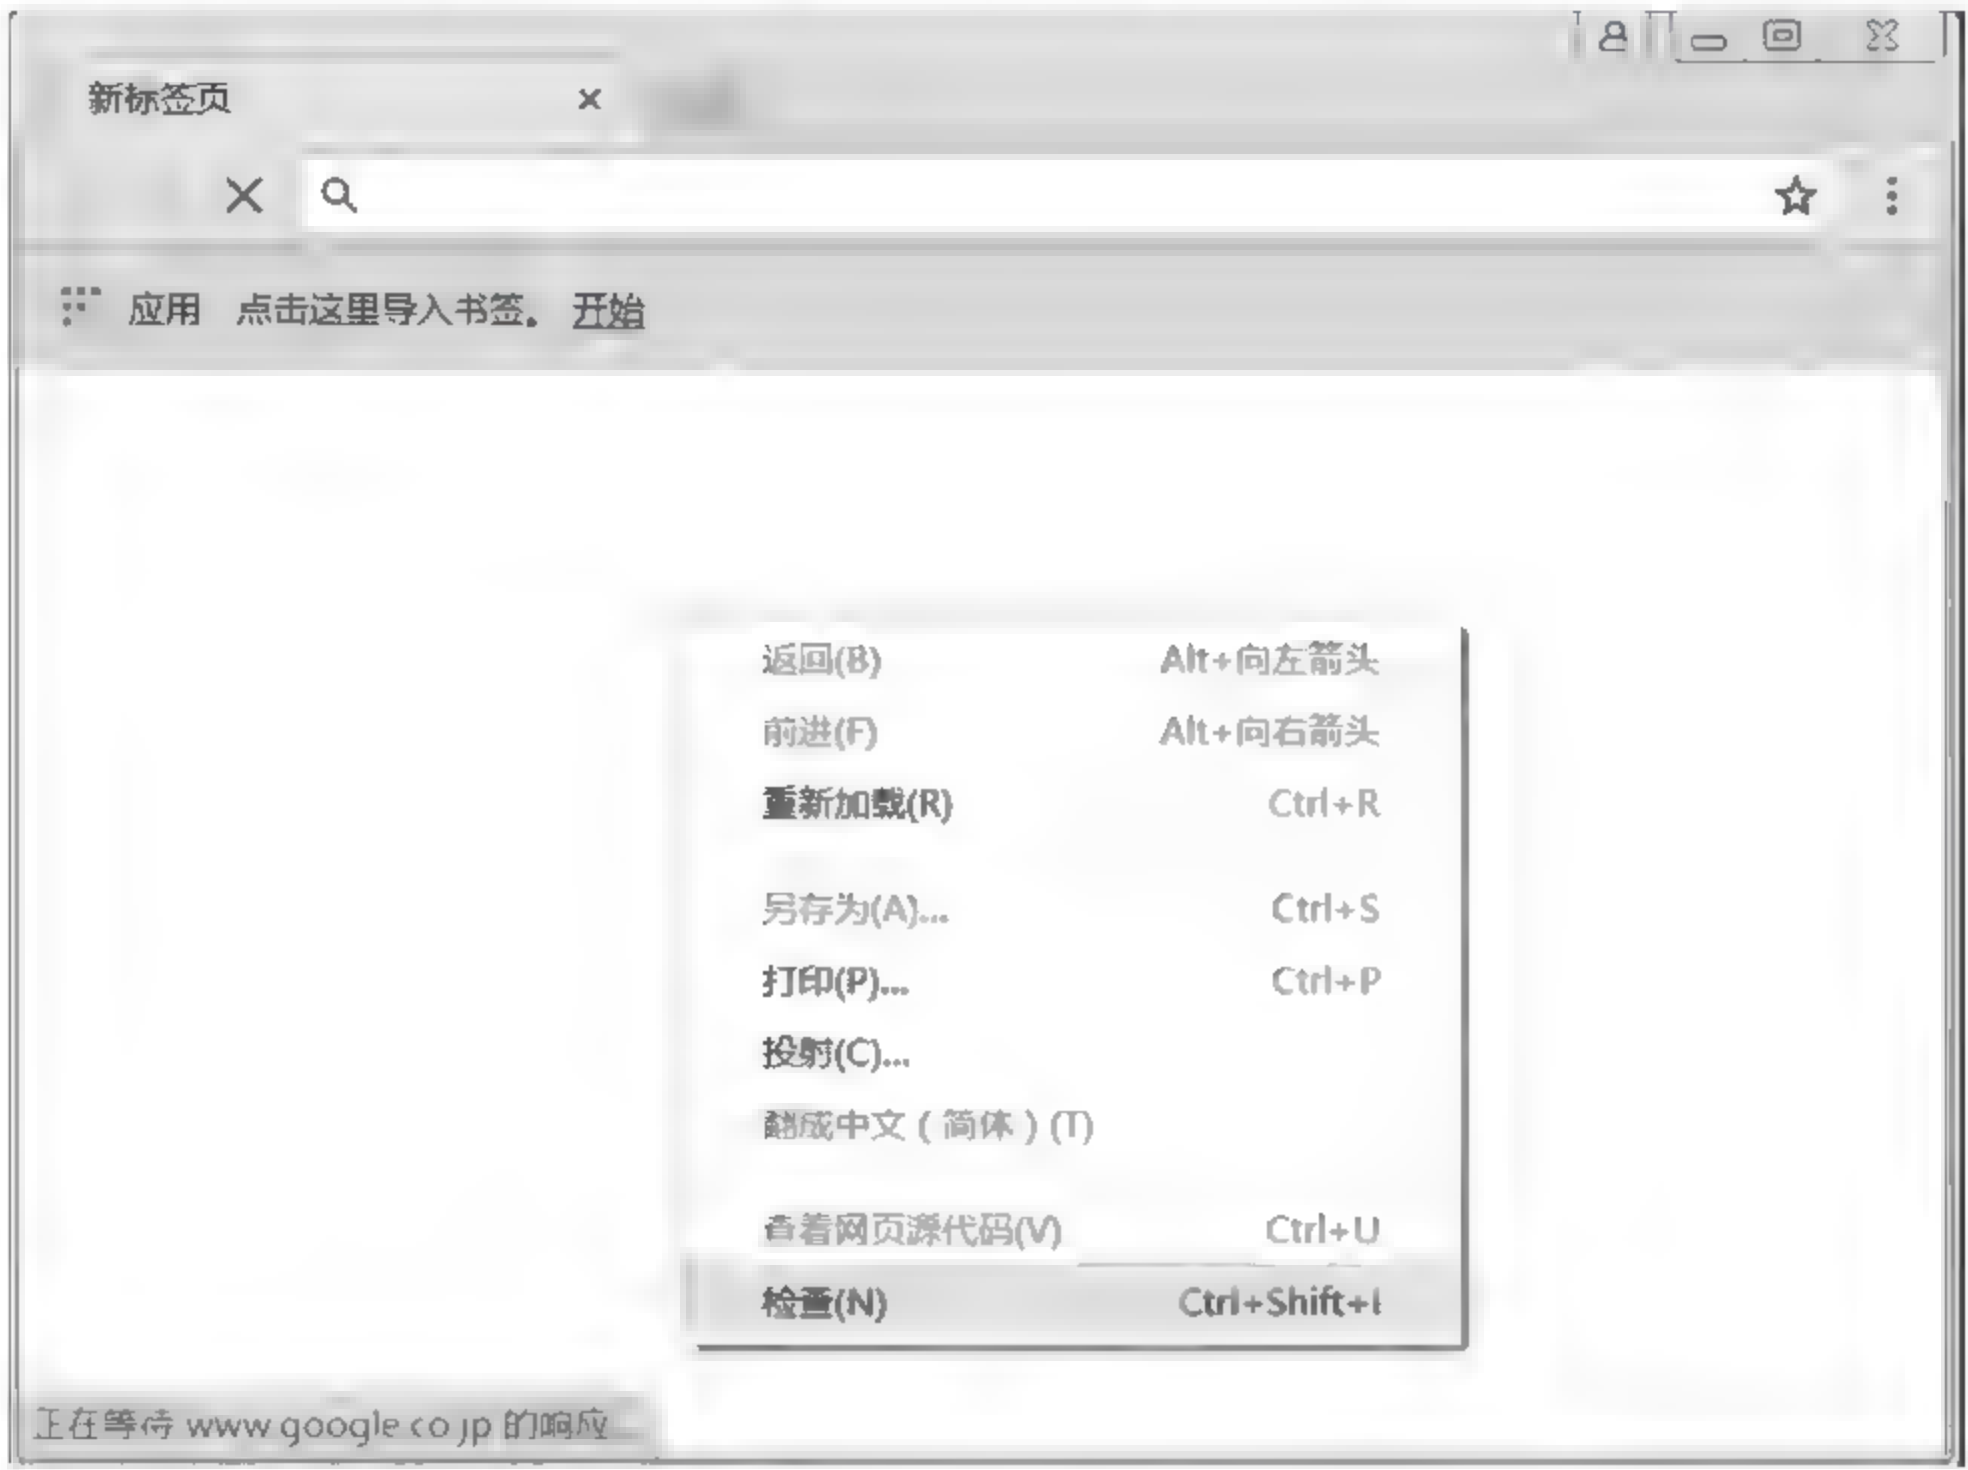 新标签页
应用 点击这里导入书签。 开始
返回(B) Alt+向左箭头
前进(F) Alt+向右箭头
重新加载(R) Ctrl+R
另存为(A)... Ctrl+S
打印(P)... Ctrl+P
投射(C)... 
翻成中文（简体）(T)
查看网页源代码(V) Ctrl+U
检查(N) Ctrl+Shift+I
正在等待 www.google.co.jp 的响应